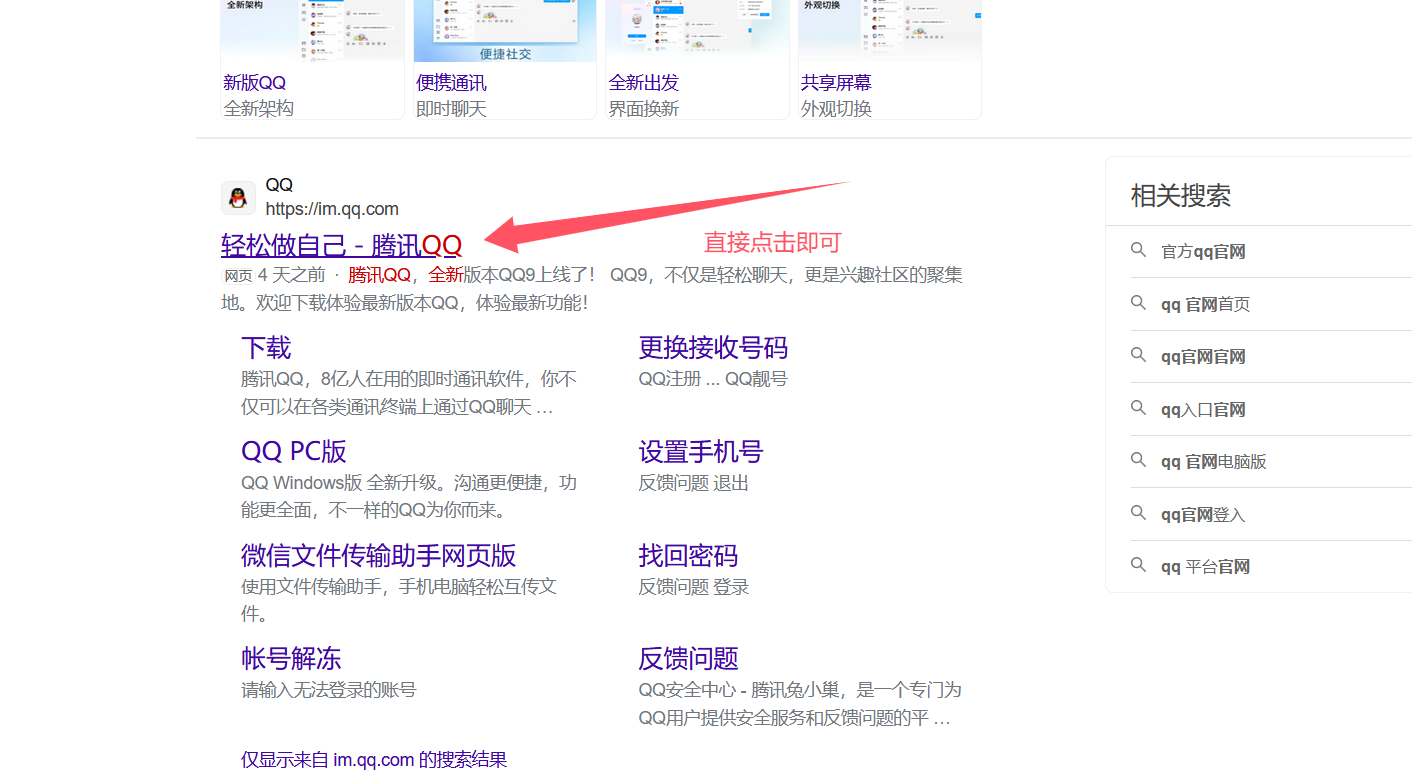 全新架构
便捷社交
外观切换
新版QQ
全新架构
便携通讯
即时聊天
全新出发
界面换新
共享屏幕
外观切换
QQ
https://im.qq.com
轻松做自己 - 腾讯QQ
直接点击即可
网页 4 天之前 · 腾讯QQ，全新版本QQ9上线了！ QQ9，不仅是轻松聊天，更是兴趣社区的聚集
地。欢迎下载体验最新版本QQ，体验最新功能！
下载
腾讯QQ，8亿人在用的即时通讯软件，你不
仅可以在各类通讯终端上通过QQ聊天 …
更换接收号码
QQ注册 ... QQ靓号
QQ PC版
QQ Windows版 全新升级。沟通更便捷，功
能更全面，不一样的QQ为你而来。
设置手机号
反馈问题 退出
微信文件传输助手网页版
使用文件传输助手，手机电脑轻松互传文
件。
找回密码
反馈问题 登录
帐号解冻
请输入无法登录的账号
反馈问题
QQ安全中心 - 腾讯兔小巢，是一个专门为
QQ用户提供安全服务和反馈问题的平 …
仅显示来自 im.qq.com 的搜索结果
相关搜索
官方qq官网
qq 官网首页
qq官网官网
qq入口官网
qq 官网电脑版
qq官网登入
qq 平台官网